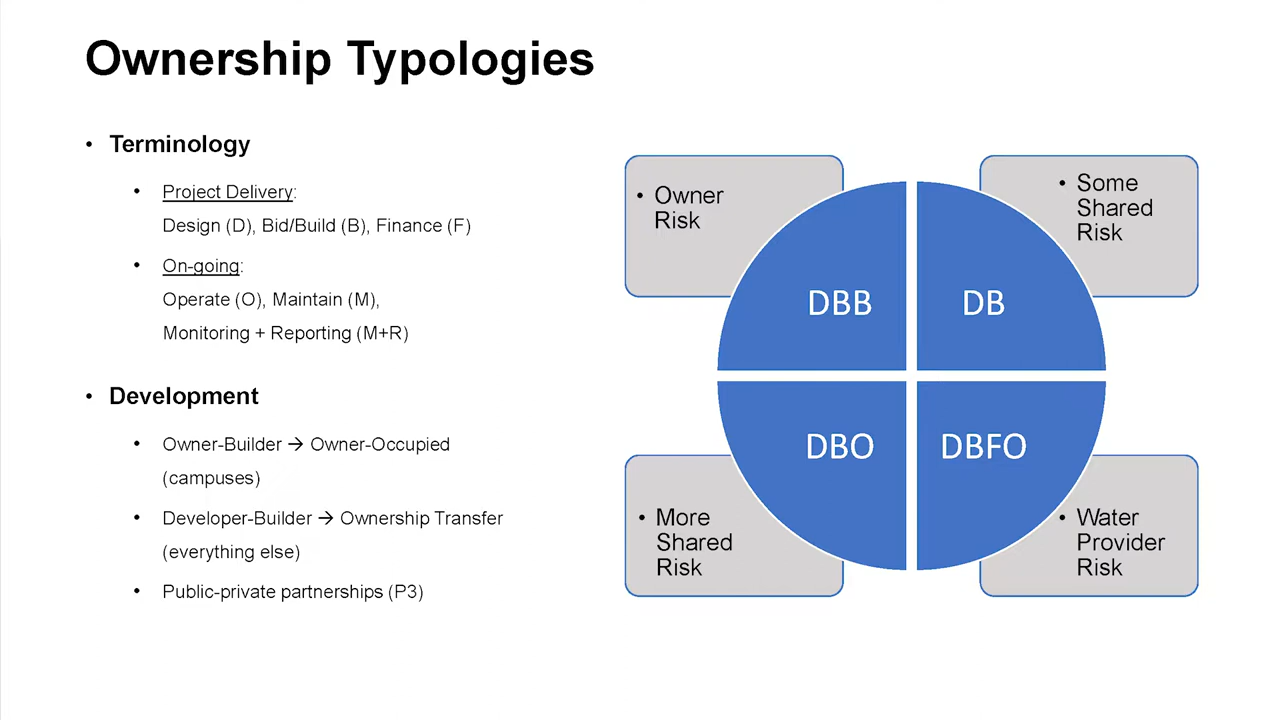 Ownership Typologies
• Terminology
• Project Delivery:
Design (D), Bid/Build (B), Finance (F)
• On-going:
Operate (O), Maintain (M),
Monitoring + Reporting (M+R)
• Development
• Owner-Builder → Owner-Occupied
(campuses)
• Developer-Builder → Ownership Transfer
(everything else)
• Public-private partnerships (P3)
• Owner
Risk
• Some
Shared
Risk
DBB
DB
DBO
DBFO
• More
Shared
Risk
• Water
Provider
Risk